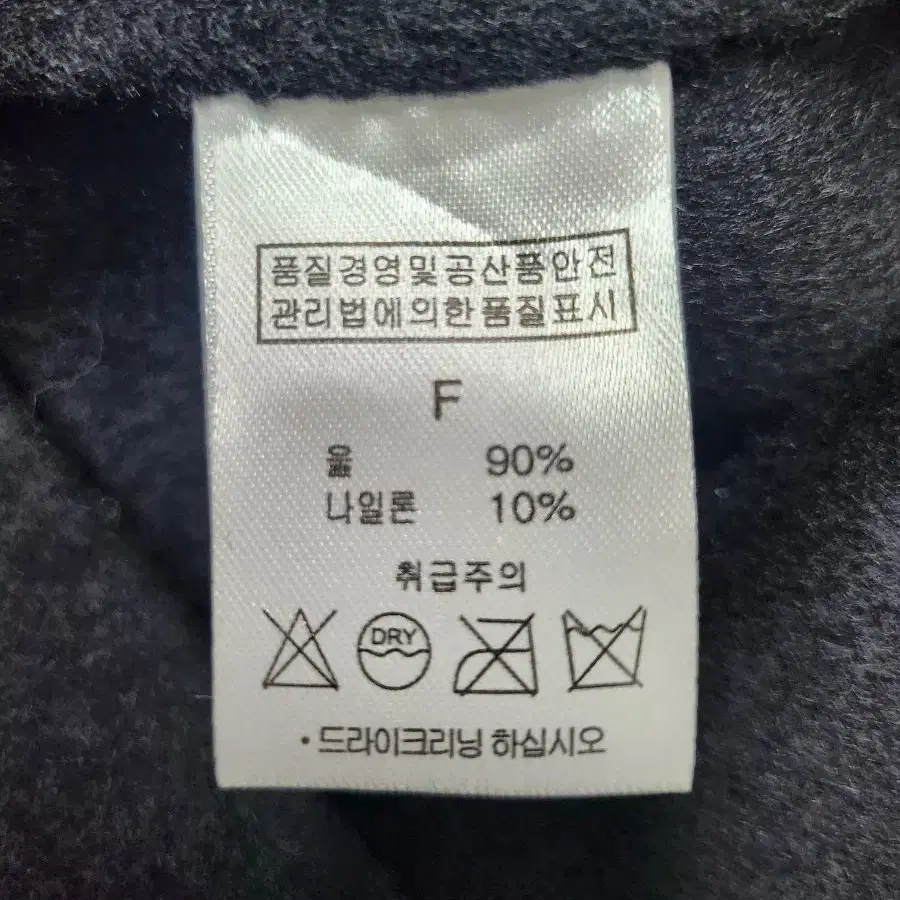 품질경영및공산품안전
관리법에의한품질표시
F
울 90%
나일론 10%
취급주의
DRY
• 드라이크리닝 하십시오